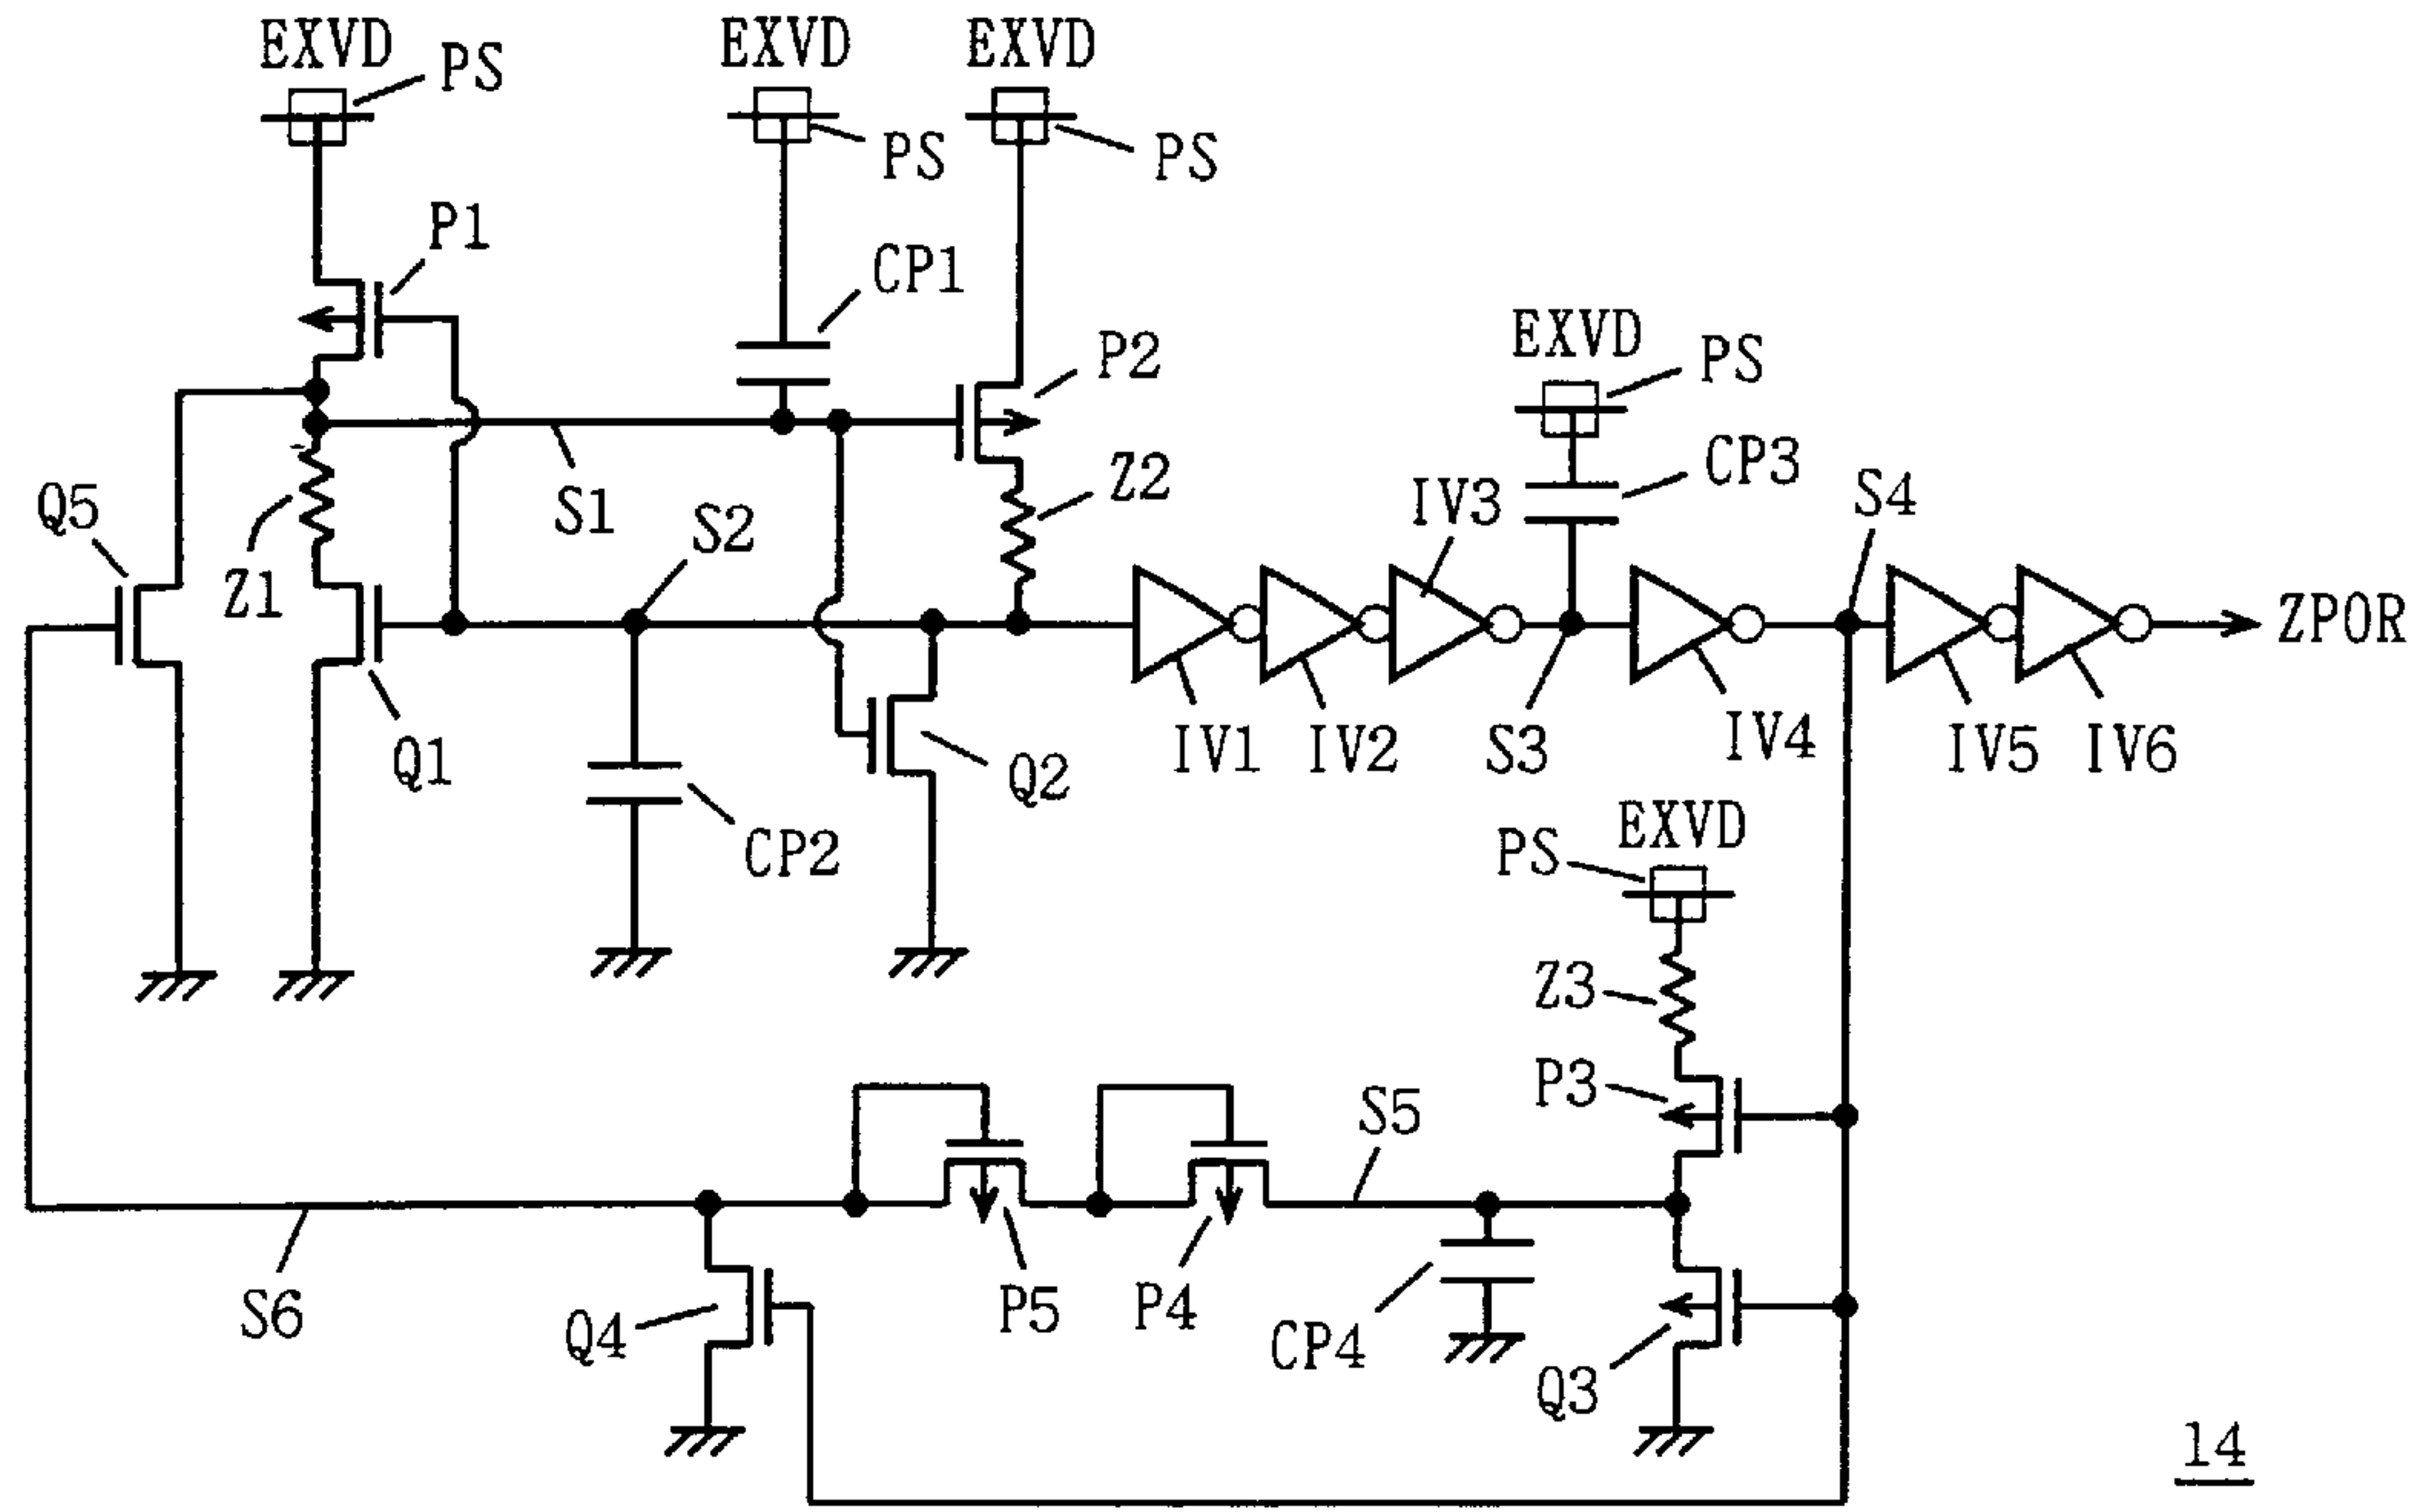 EXVD
PS
EXVD
PS
EXVD
PS
P1
CP1
P2
EXVD
PS
CP3
Q5
Z1
S1
S2
Z2
IV3
S4
ZPOR
Q1
CP2
Q2
IV1
IV2
S3
IV4
IV5
IV6
EXVD
PS
Z3
P3
S5
S6
Q4
P5
P4
CP4
Q3
14